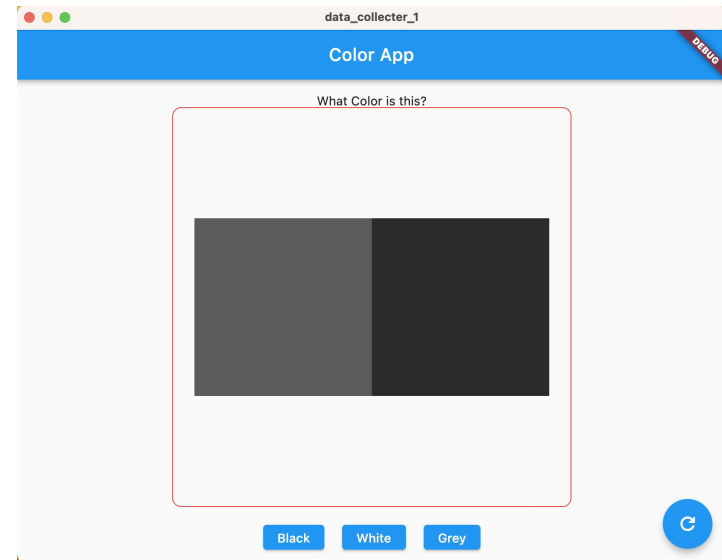 data_collecter_1
Color App
DEBUG
What Color is this?
Black White Grey